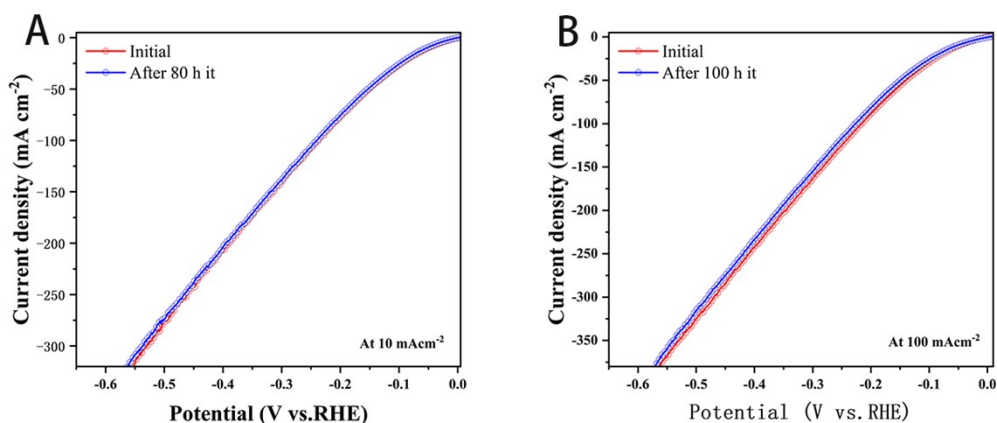 A
Initial
After 80 h it
Current density (mA cm⁻²)
0
−50
−100
−150
−200
−250
−300
At 10 mAcm⁻²
-0.6
-0.5
-0.4
-0.3
-0.2
-0.1
0.0
Potential (V vs.RHE)
B
Initial
After 100 h it
Current density (mA cm⁻²)
0
-50
-100
-150
-200
-250
-300
-350
At 100 mAcm⁻²
-0.6
-0.5
-0.4
-0.3
-0.2
-0.1
0.0
Potential (V vs.RHE)